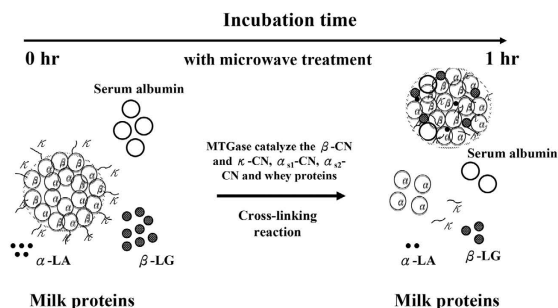 Incubation time
0 hr
with microwave treatment
1 hr
Serum albumin
MTGase catalyze the β-CN
and κ-CN, αs1-CN, αs2-
CN and whey proteins
Cross-linking
reaction
α-LA
β-LG
Milk proteins
Serum albumin
α-LA
β-LG
Milk proteins